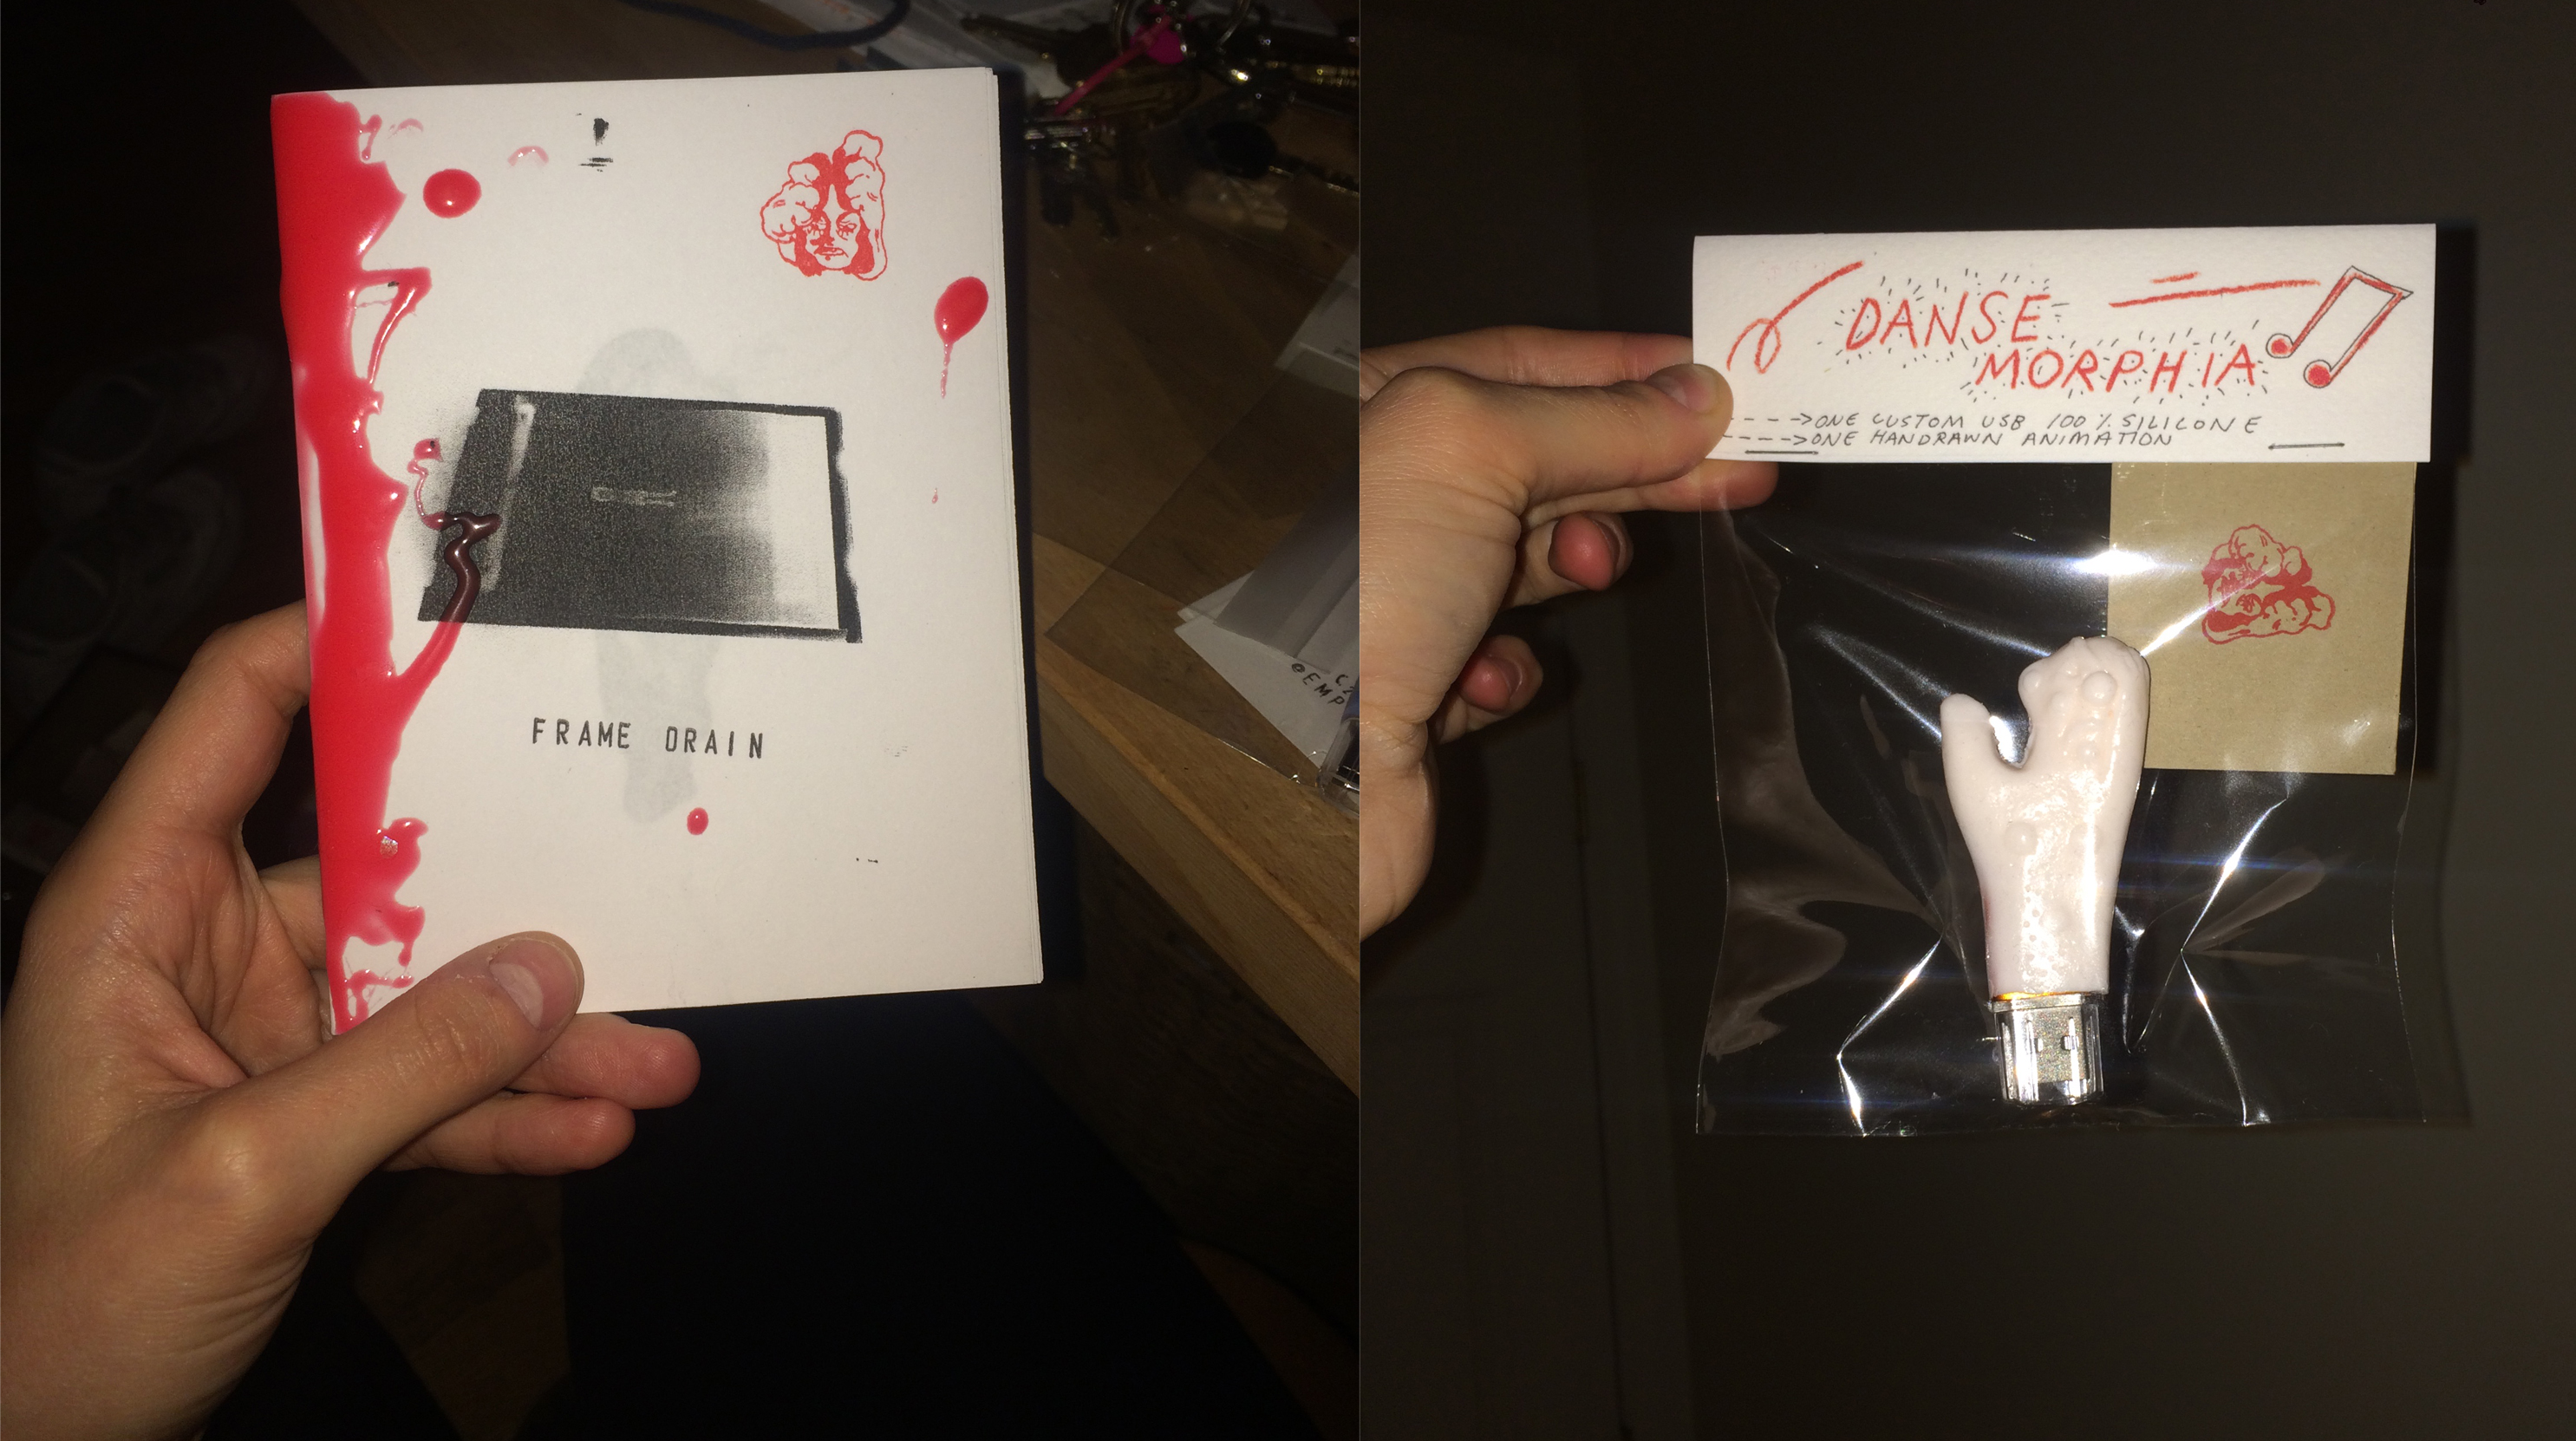 FRAME DRAIN
DANSE
MORPHIA
---->ONE CUSTOM USB 100% SILICONE
---->ONE HANDRAWN ANIMATION